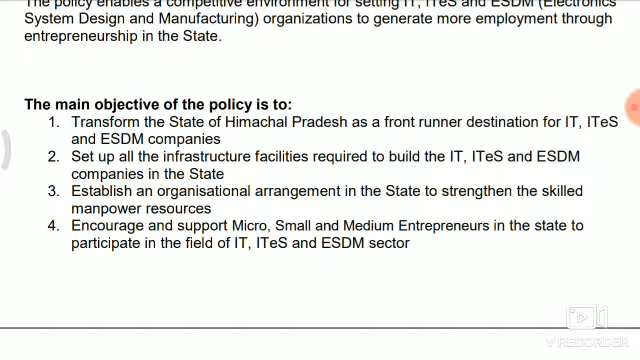 The policy enables a competitive environment for setting IT, ITeS and ESDM (Electronics
System Design and Manufacturing) organizations to generate more employment through
entrepreneurship in the State.
The main objective of the policy is to:
1. Transform the State of Himachal Pradesh as a front runner destination for IT, ITeS
and ESDM companies
2. Set up all the infrastructure facilities required to build the IT, ITeS and ESDM
companies in the State
3. Establish an organisational arrangement in the State to strengthen the skilled
manpower resources
4. Encourage and support Micro, Small and Medium Entrepreneurs in the state to
participate in the field of IT, ITeS and ESDM sector
V RECORDER